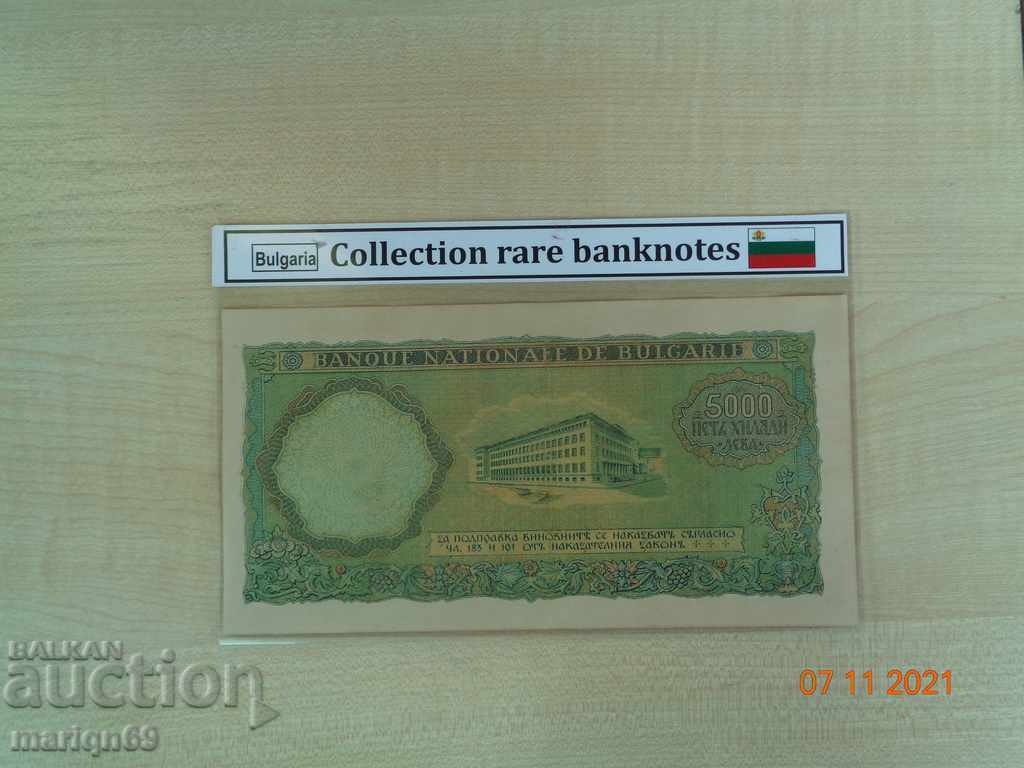 Bulgaria Collection rare banknotes
BANQUE NATIONALE DE BULGARIE
5000
ПЕТЬ ХИЛЯДИ
ЛЕВА
ЗА ПОДПРАВКА ВИНОВНИТѢ СЕ НАКАЗВАТЪ СЪГЛАСНО
ЧЛ. 183 И 191 ОТЪ НАКАЗАТЕЛНИЯ ЗАКОНЪ
BALKAN
auction
mariqn69
07 11 2021